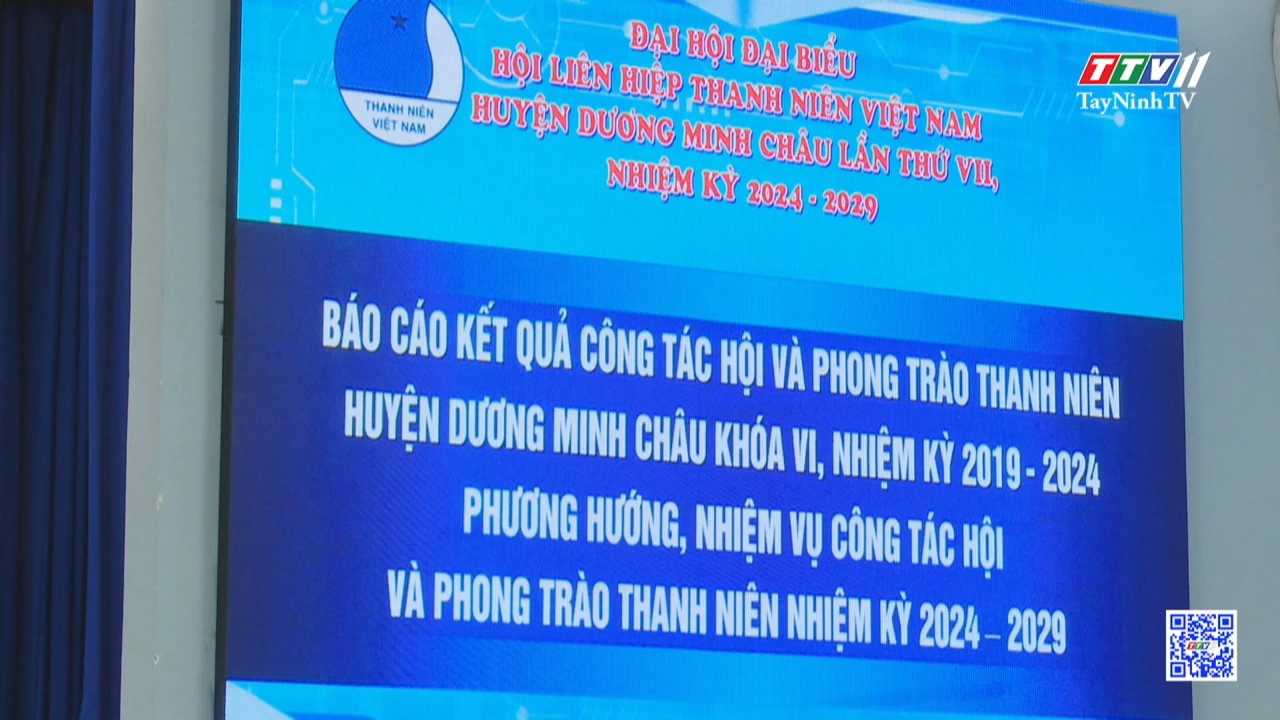 THANH NIÊN
VIỆT NAM
ĐẠI HỘI ĐẠI BIỂU
HỘI LIÊN HIỆP THANH NIÊN VIỆT NAM
HUYỆN DƯƠNG MINH CHÂU LẦN THỨ VII,
NHIỆM KỲ 2024 - 2029
TTV11
TayNinhTV
BÁO CÁO KẾT QUẢ CÔNG TÁC HỘI VÀ PHONG TRÀO THANH NIÊN
HUYỆN DƯƠNG MINH CHÂU KHÓA VI, NHIỆM KỲ 2019 - 2024
PHƯƠNG HƯỚNG, NHIỆM VỤ CÔNG TÁC HỘI
VÀ PHONG TRÀO THANH NIÊN NHIỆM KỲ 2024 – 2029